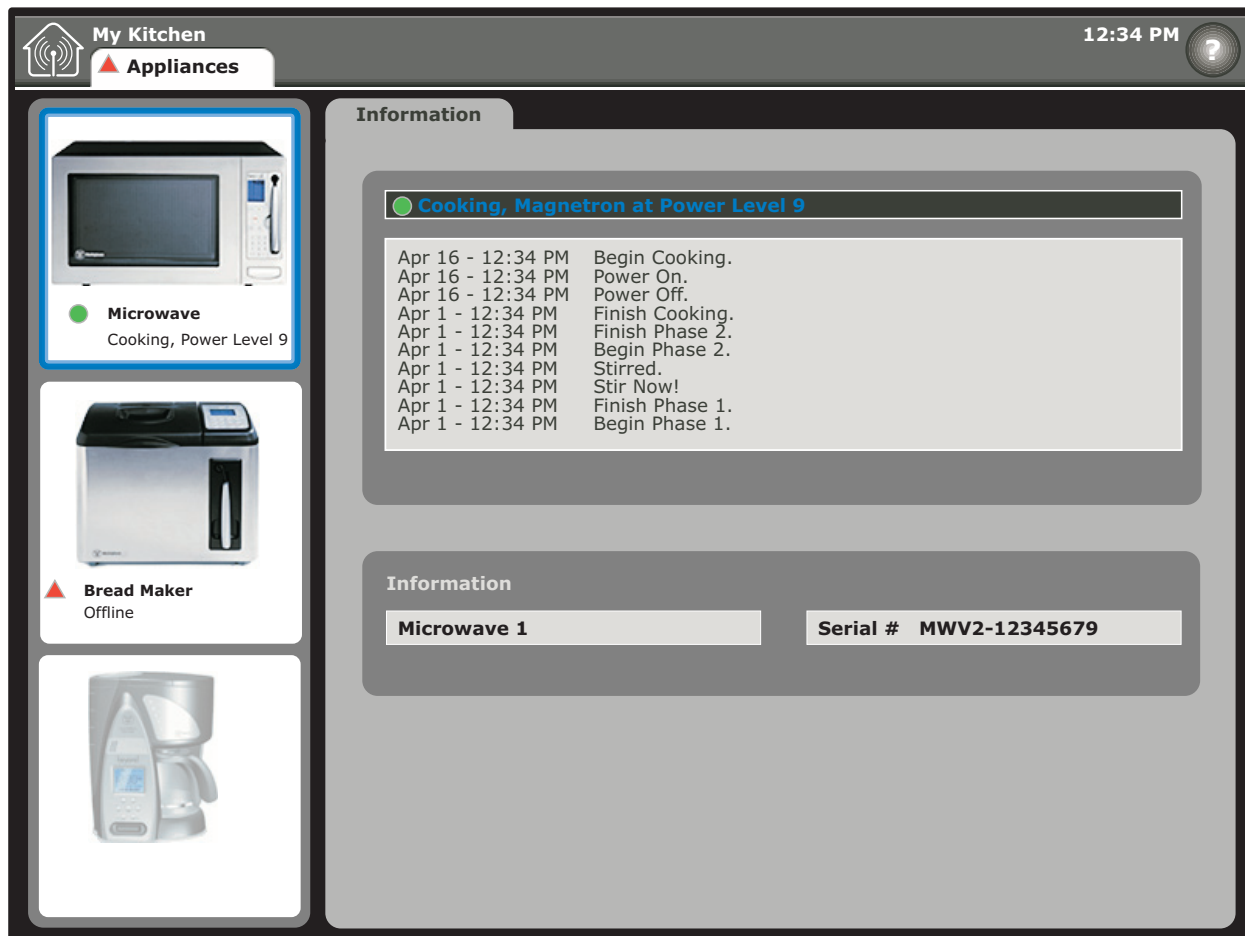 My Kitchen
12:34 PM
?
Appliances
Information
Cooking, Magnetron at Power Level 9
Apr 16 - 12:34 PM Begin Cooking.
Apr 16 - 12:34 PM Power On.
Apr 16 - 12:34 PM Power Off.
Apr 1 - 12:34 PM Finish Cooking.
Apr 1 - 12:34 PM Finish Phase 2.
Apr 1 - 12:34 PM Begin Phase 2.
Apr 1 - 12:34 PM Stirred.
Apr 1 - 12:34 PM Stir Now!
Apr 1 - 12:34 PM Finish Phase 1.
Apr 1 - 12:34 PM Begin Phase 1.
Microwave
Cooking, Power Level 9
Bread Maker
Offline
Information
Microwave 1
Serial # MWV2-12345679